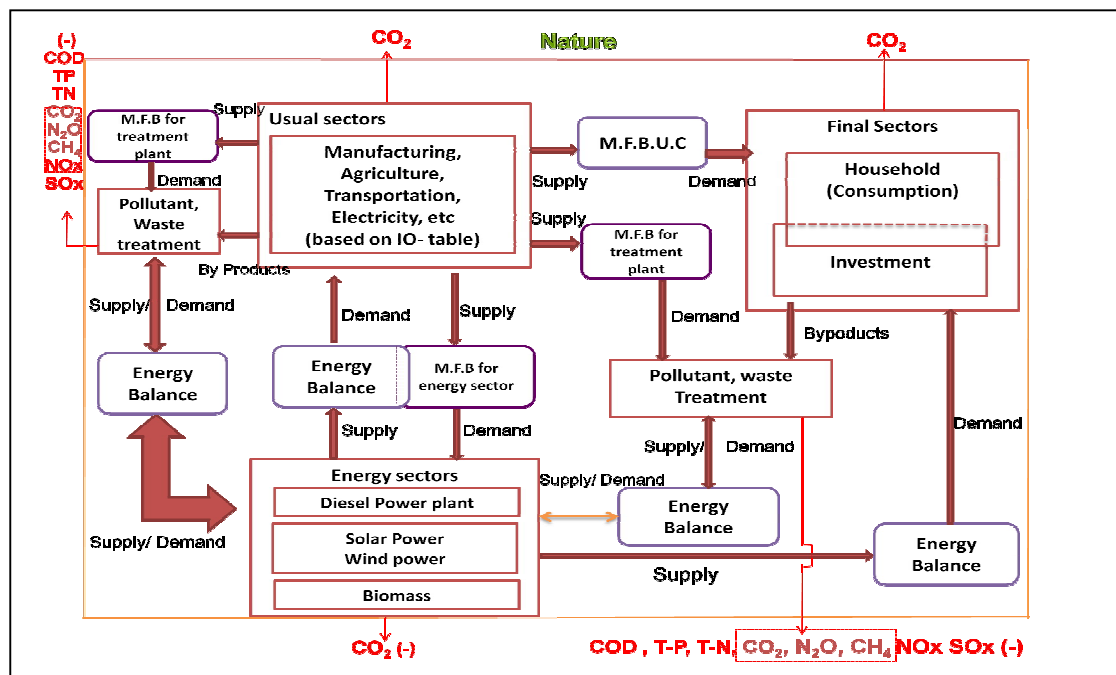 Nature
CO₂
CO₂
(-)
COD
TP
TN
CO₂
N₂O
CH₄
NOx
SOx
M.F.B for
treatment
plant
Supply
Demand
Pollutant,
Waste
treatment
By Products
Usual sectors
Manufacturing,
Agriculture,
Transportation,
Electricity, etc
(based on IO- table)
Supply
M.F.B.U.C
Demand
Supply
M.F.B for
treatment
plant
Final Sectors
Household
(Consumption)
Investment
Supply/ Demand
Demand
Supply
Demand
Bypoducts
Energy
Balance
Energy
Balance
M.F.B for
energy sector
Pollutant, waste
Treatment
Supply
Demand
Supply/ Demand
Demand
Energy sectors
Diesel Power plant
Solar Power
Wind power
Biomass
Supply/ Demand
Supply/ Demand
Energy
Balance
Supply
Energy
Balance
CO₂ (-)
COD , T-P, T-N, CO₂, N₂O, CH₄ NOx SOx (-)